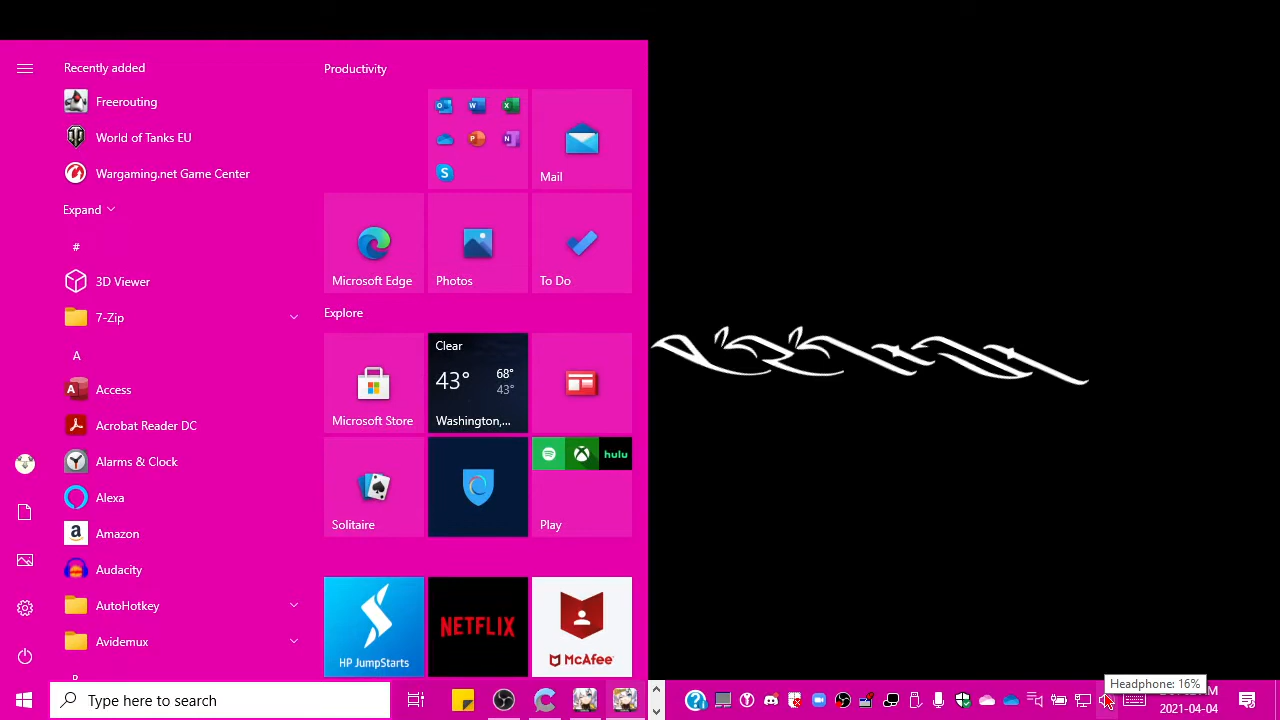 Recently added
Freerouting
World of Tanks EU
Wargaming.net Game Center
Expand
#
3D Viewer
7-Zip
A
Access
Acrobat Reader DC
Alarms & Clock
Alexa
Amazon
Audacity
AutoHotkey
Avidemux
Productivity
Mail
Microsoft Edge
Photos
To Do
Explore
Microsoft Store
Clear
43° 68°
43°
Washington,...
Solitaire
hulu
Play
HP JumpStarts
NETFLIX
McAfee
Type here to search
Headphone: 16%
2021-04-04